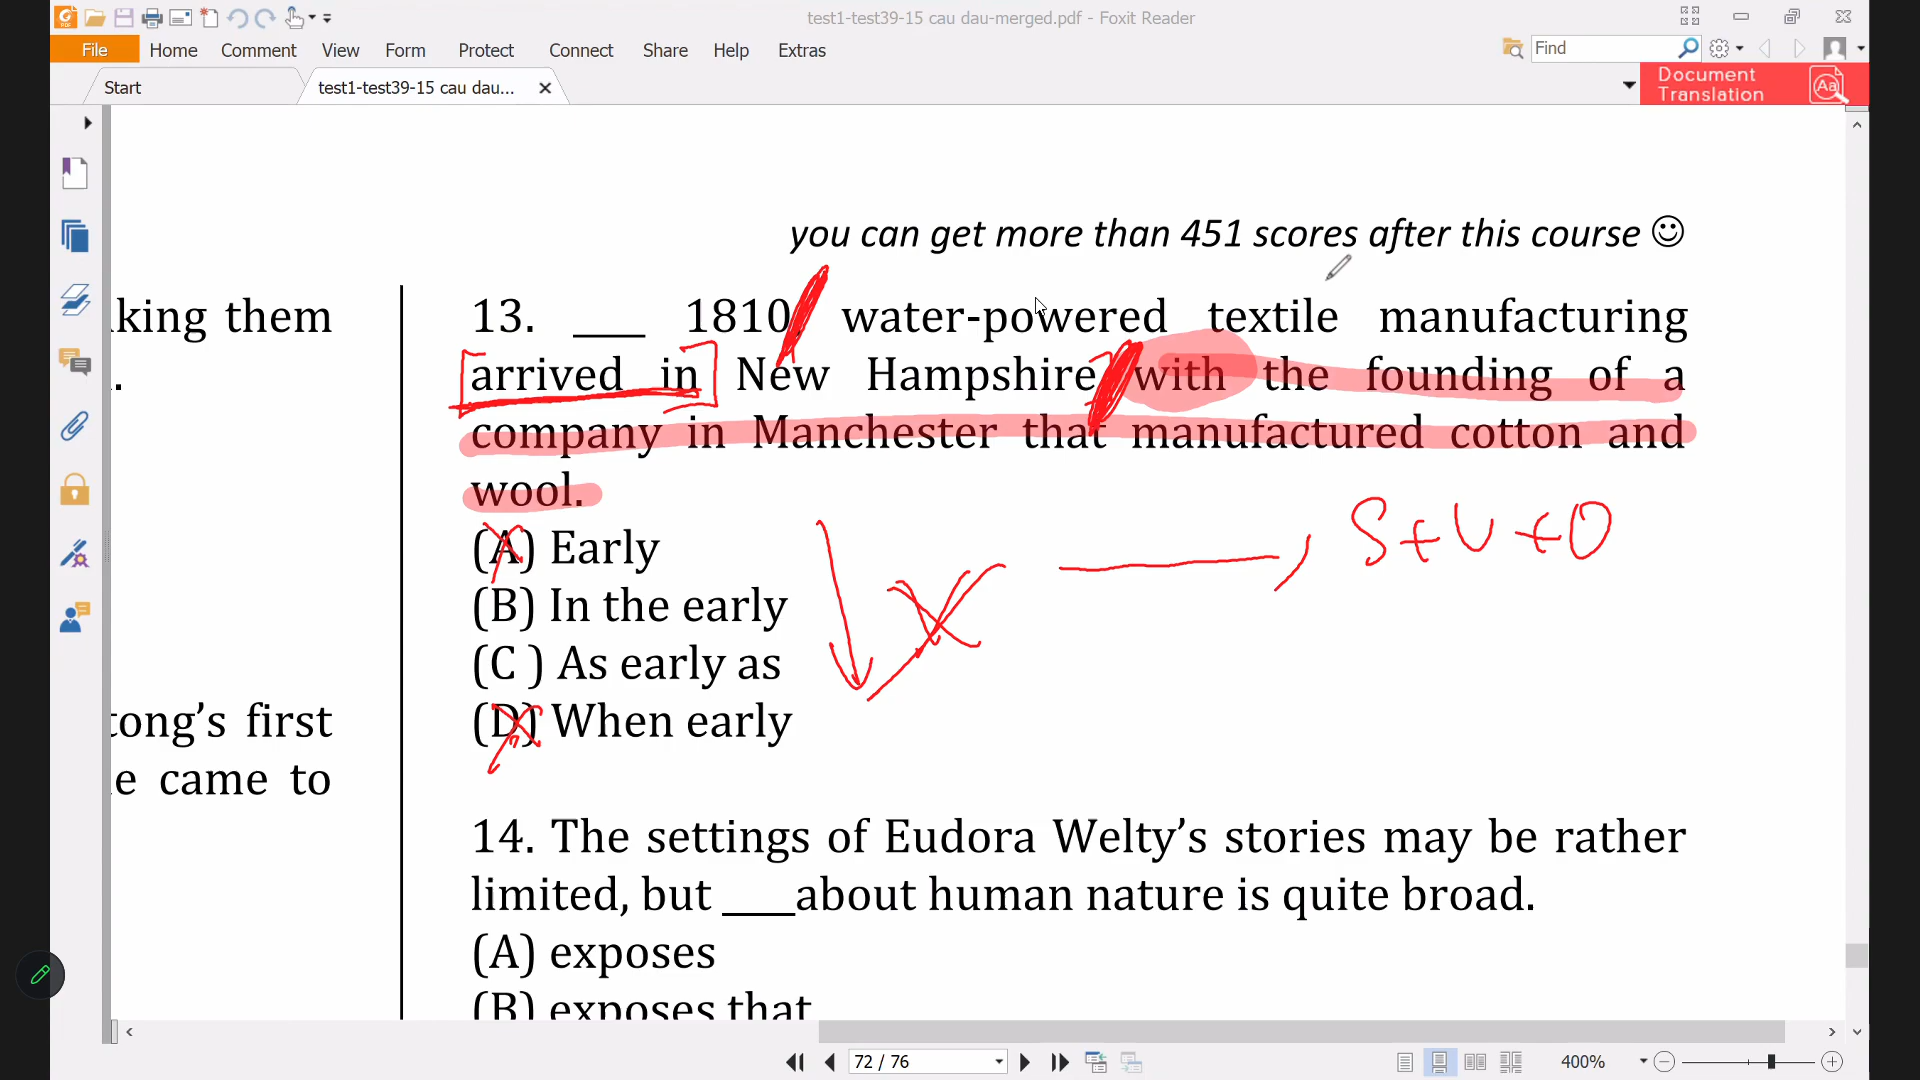 test1-test39-15 cau dau-merged.pdf - Foxit Reader
File Home Comment View Form Protect Connect Share Help Extras
Find
Start
test1-test39-15 cau dau...
Document
Translation
Aa
you can get more than 451 scores after this course ☺
king them
.
tong's first
e came to
13. ___ 1810, water-powered textile manufacturing
arrived in New Hampshire, with the founding of a
company in Manchester that manufactured cotton and
wool.
(A) Early
(B) In the early
(C ) As early as
(D) When early
, S + V + O
14. The settings of Eudora Welty's stories may be rather
limited, but ___about human nature is quite broad.
(A) exposes
(B) exposes that
72 / 76
400%